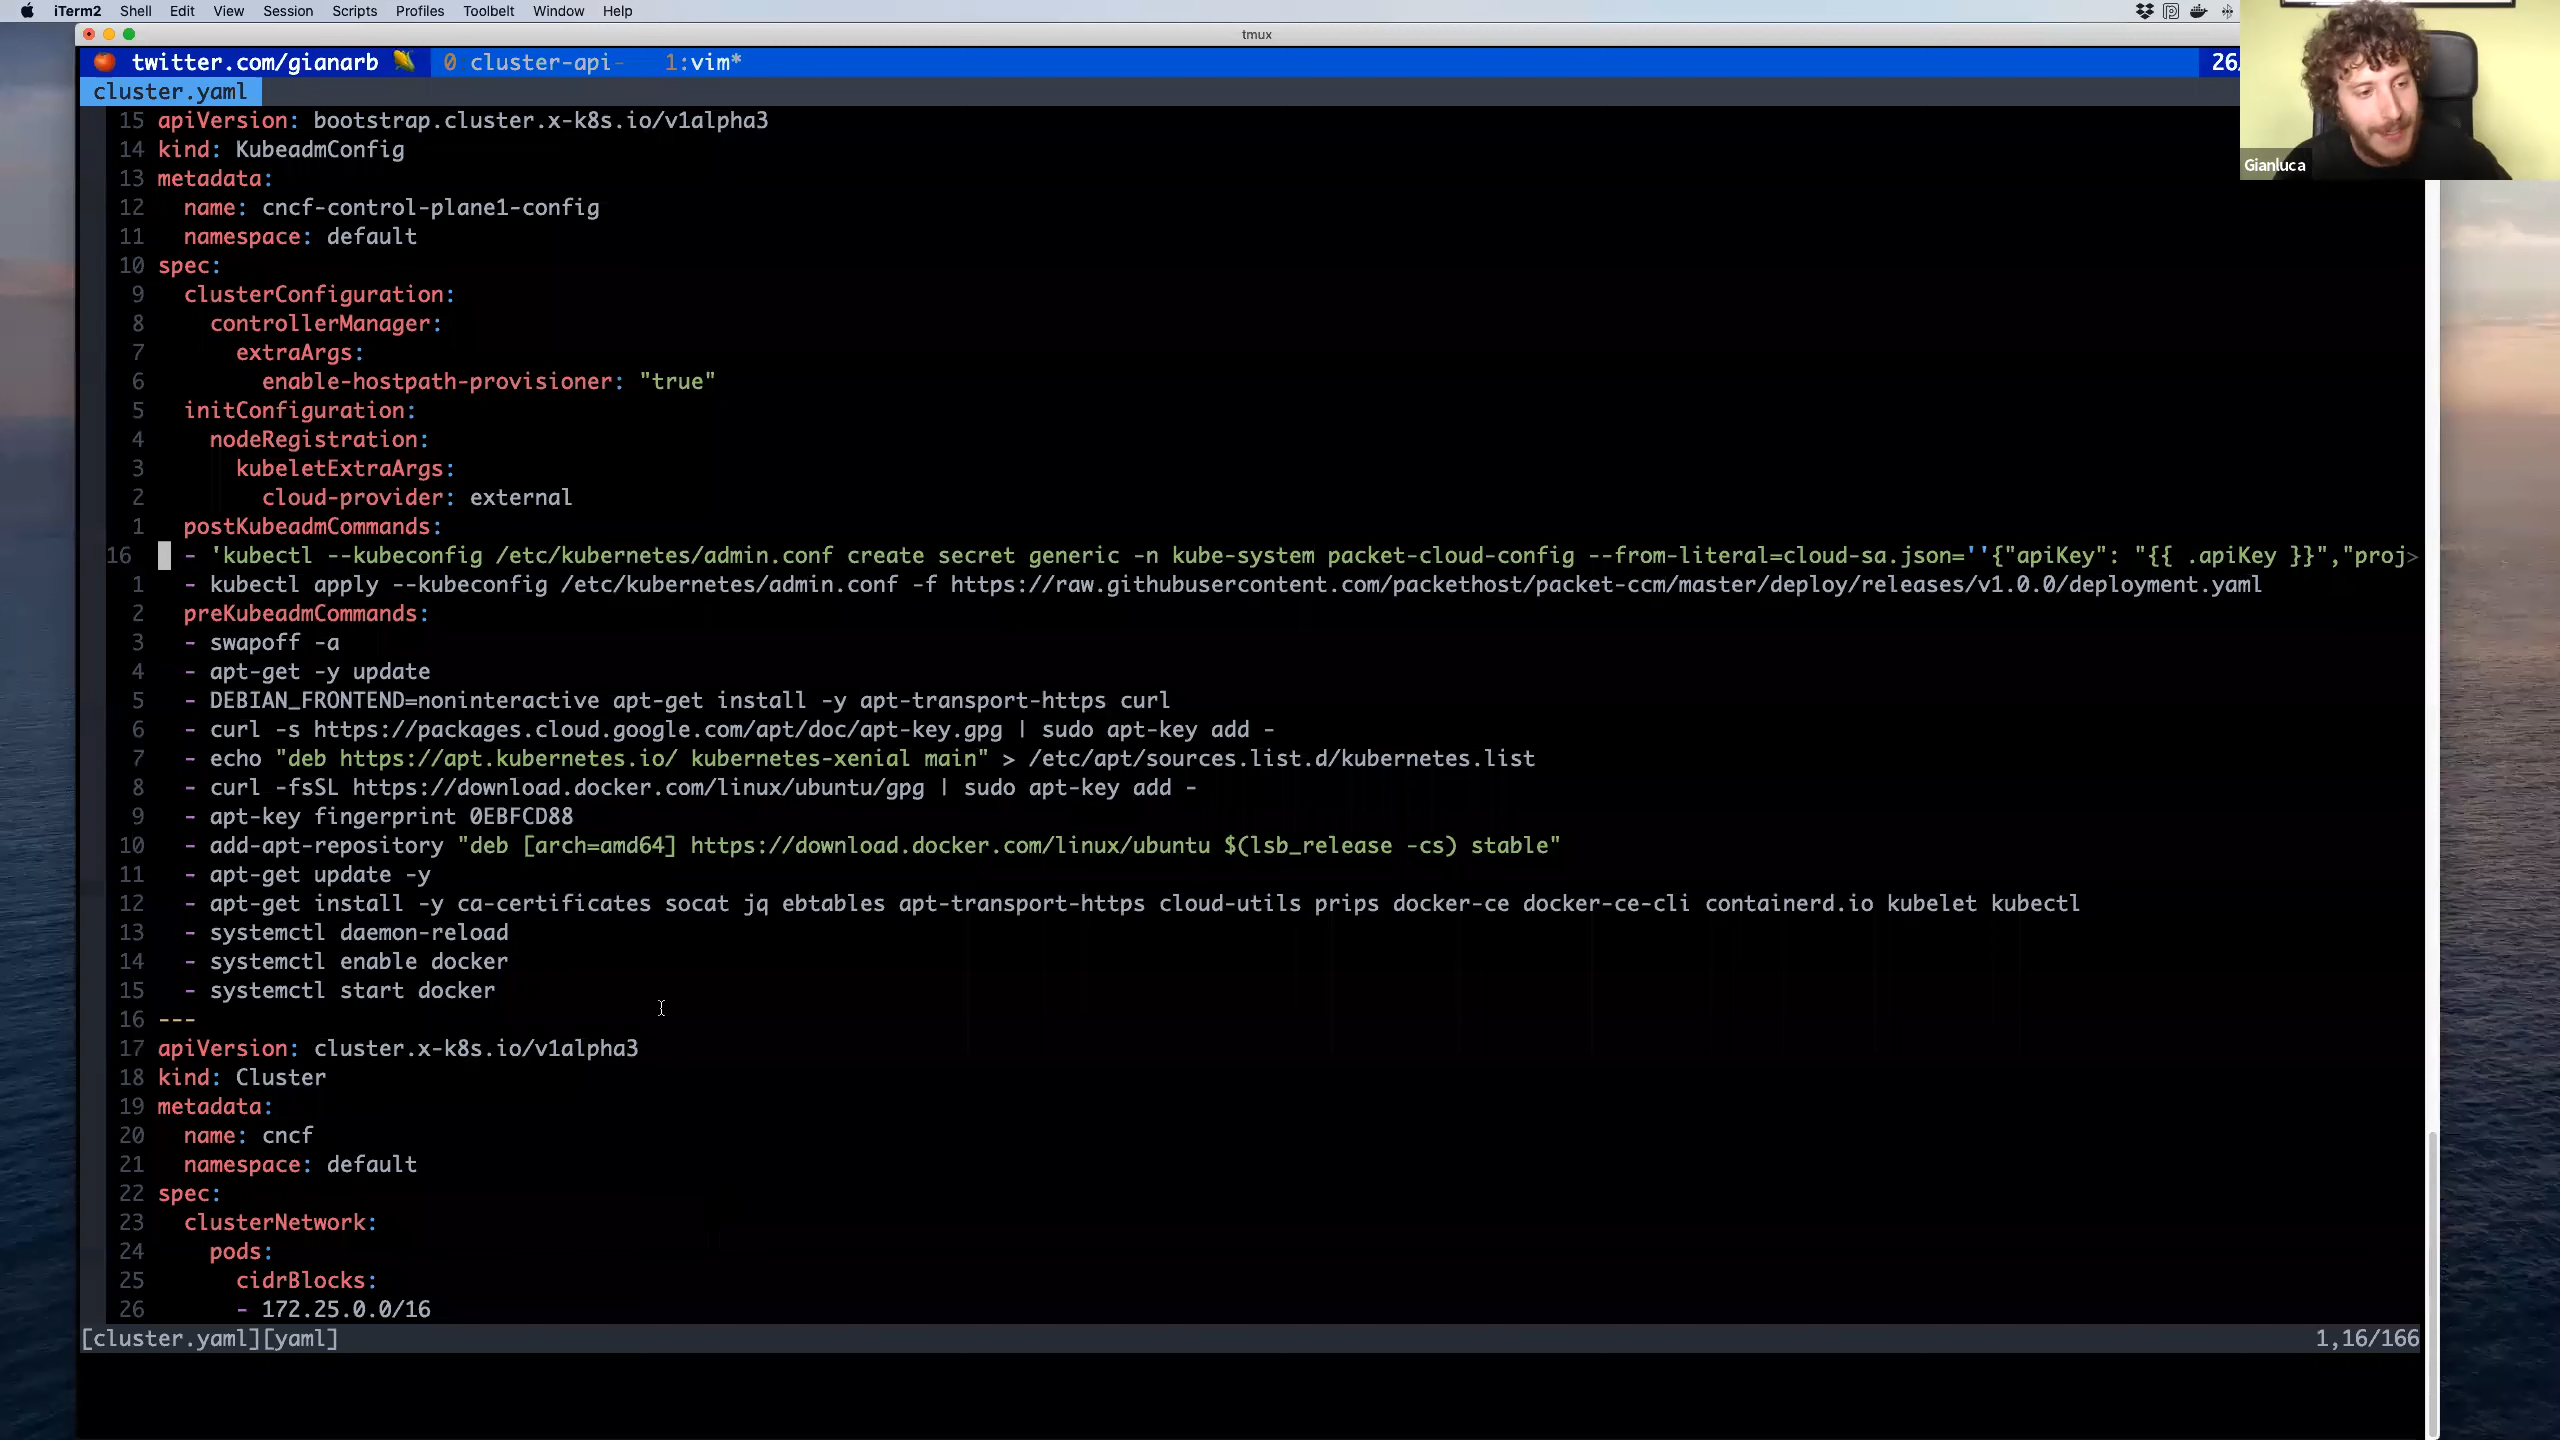 iTerm2 Shell Edit View Session Scripts Profiles Toolbelt Window Help
tmux
twitter.com/gianarb 0 cluster-api- 1:vim* 26
cluster.yaml
Gianluca
15 apiVersion: bootstrap.cluster.x-k8s.io/v1alpha3
14 kind: KubeadmConfig
13 metadata:
12 name: cncf-control-plane1-config
11 namespace: default
10 spec:
9 clusterConfiguration:
8 controllerManager:
7 extraArgs:
6 enable-hostpath-provisioner: "true"
5 initConfiguration:
4 nodeRegistration:
3 kubeletExtraArgs:
2 cloud-provider: external
1 postKubeadmCommands:
16 - 'kubectl --kubeconfig /etc/kubernetes/admin.conf create secret generic -n kube-system packet-cloud-config --from-literal=cloud-sa.json=''{"apiKey": "{{ .apiKey }}","proj>
1 - kubectl apply --kubeconfig /etc/kubernetes/admin.conf -f https://raw.githubusercontent.com/packethost/packet-ccm/master/deploy/releases/v1.0.0/deployment.yaml
2 preKubeadmCommands:
3 - swapoff -a
4 - apt-get -y update
5 - DEBIAN_FRONTEND=noninteractive apt-get install -y apt-transport-https curl
6 - curl -s https://packages.cloud.google.com/apt/doc/apt-key.gpg | sudo apt-key add -
7 - echo "deb https://apt.kubernetes.io/ kubernetes-xenial main" > /etc/apt/sources.list.d/kubernetes.list
8 - curl -fsSL https://download.docker.com/linux/ubuntu/gpg | sudo apt-key add -
9 - apt-key fingerprint 0EBFCD88
10 - add-apt-repository "deb [arch=amd64] https://download.docker.com/linux/ubuntu $(lsb_release -cs) stable"
11 - apt-get update -y
12 - apt-get install -y ca-certificates socat jq ebtables apt-transport-https cloud-utils prips docker-ce docker-ce-cli containerd.io kubelet kubectl
13 - systemctl daemon-reload
14 - systemctl enable docker
15 - systemctl start docker
16 ---
17 apiVersion: cluster.x-k8s.io/v1alpha3
18 kind: Cluster
19 metadata:
20 name: cncf
21 namespace: default
22 spec:
23 clusterNetwork:
24 pods:
25 cidrBlocks:
26 - 172.25.0.0/16
[cluster.yaml][yaml] 1,16/166